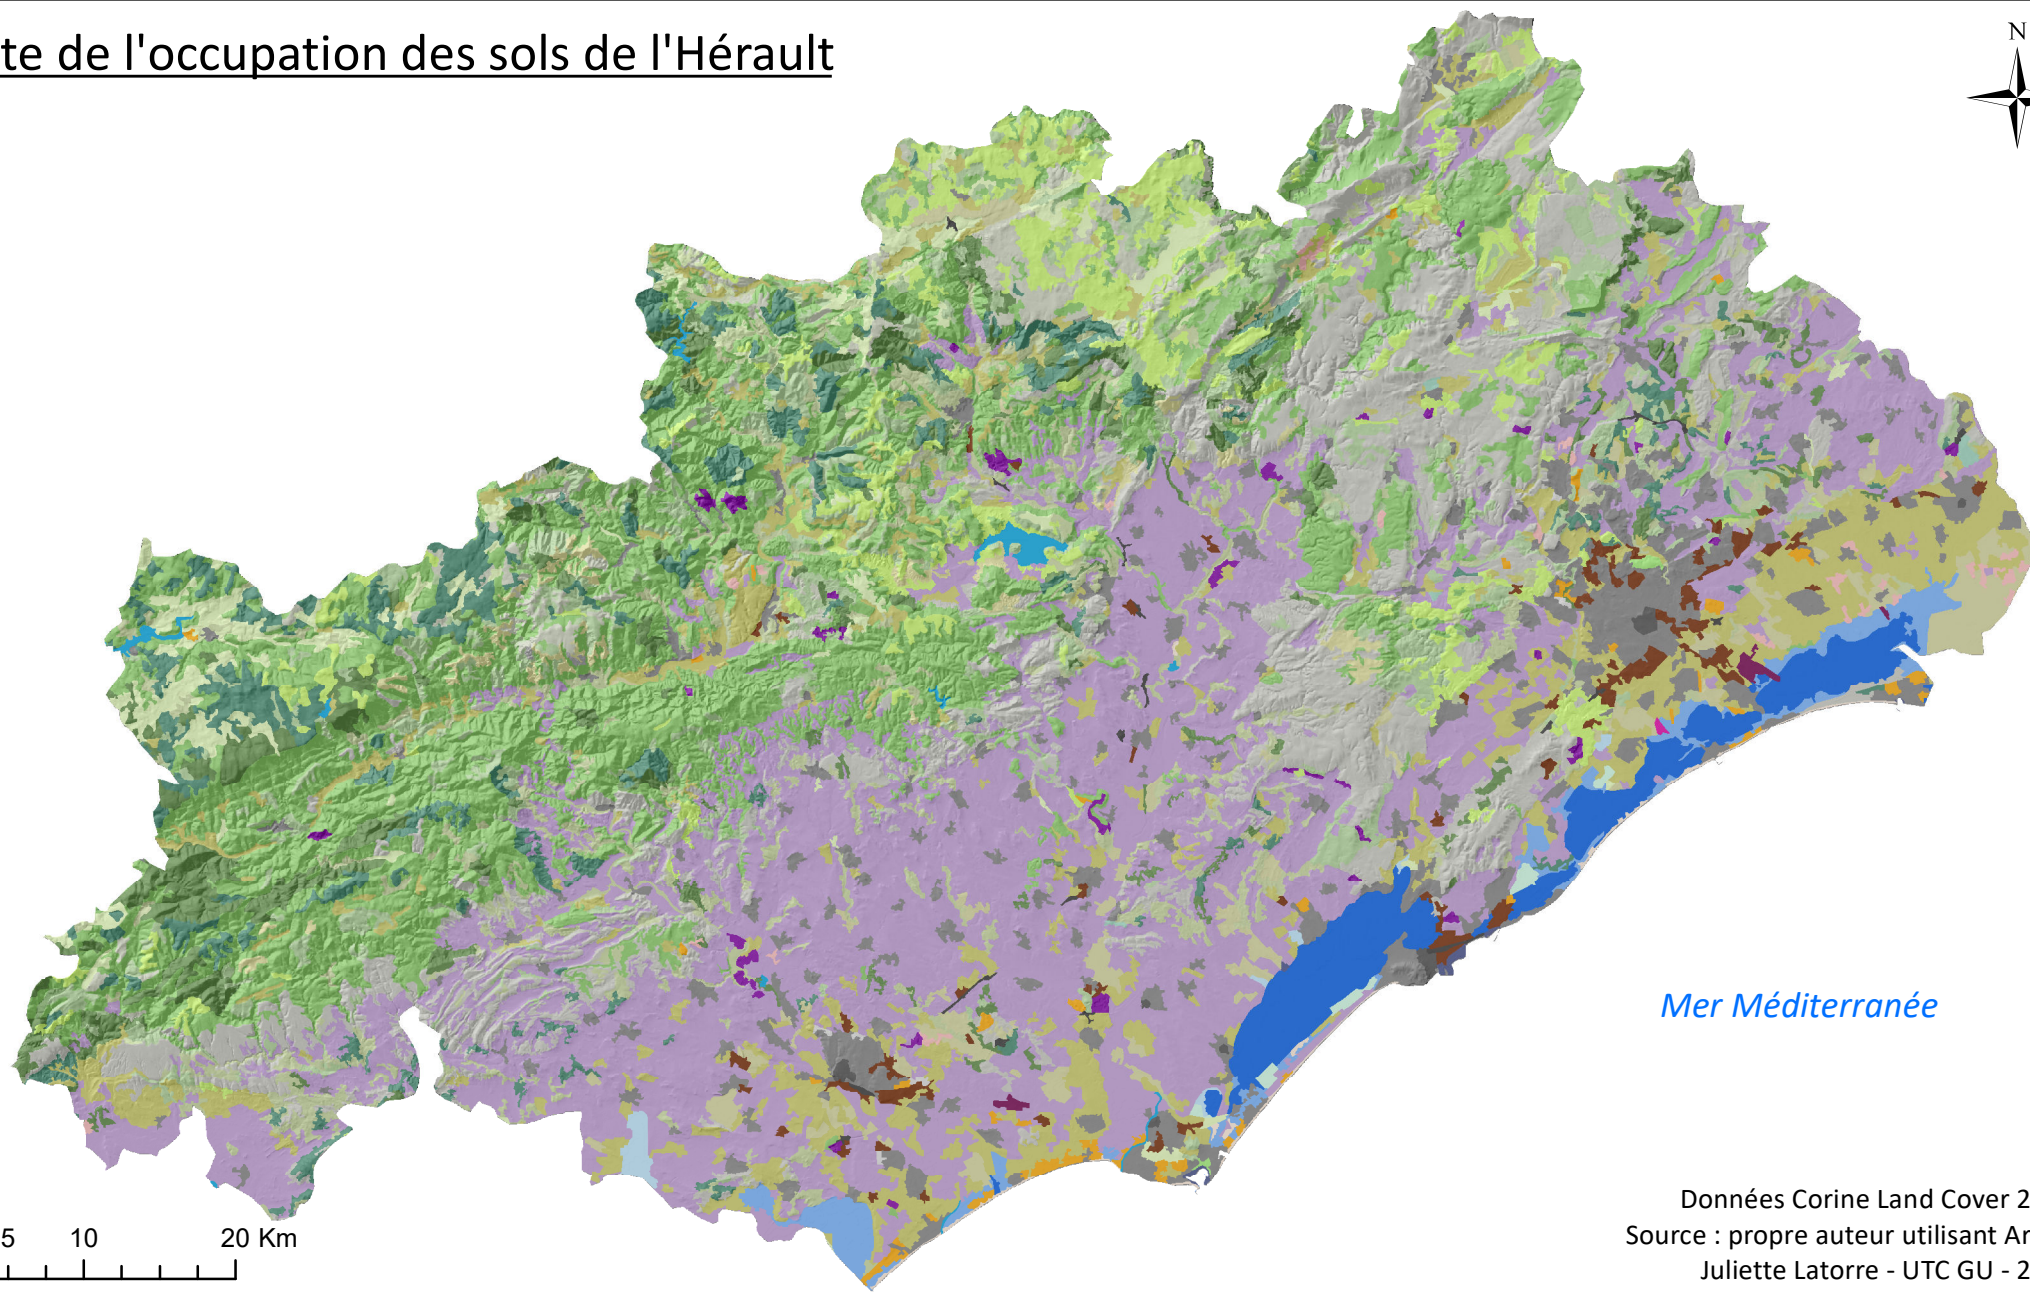 te de l'occupation des sols de l'Hérault
N
Mer Méditerranée
5 10 20 Km
Données Corine Land Cover 2
Source : propre auteur utilisant Ar
Juliette Latorre - UTC GU - 2